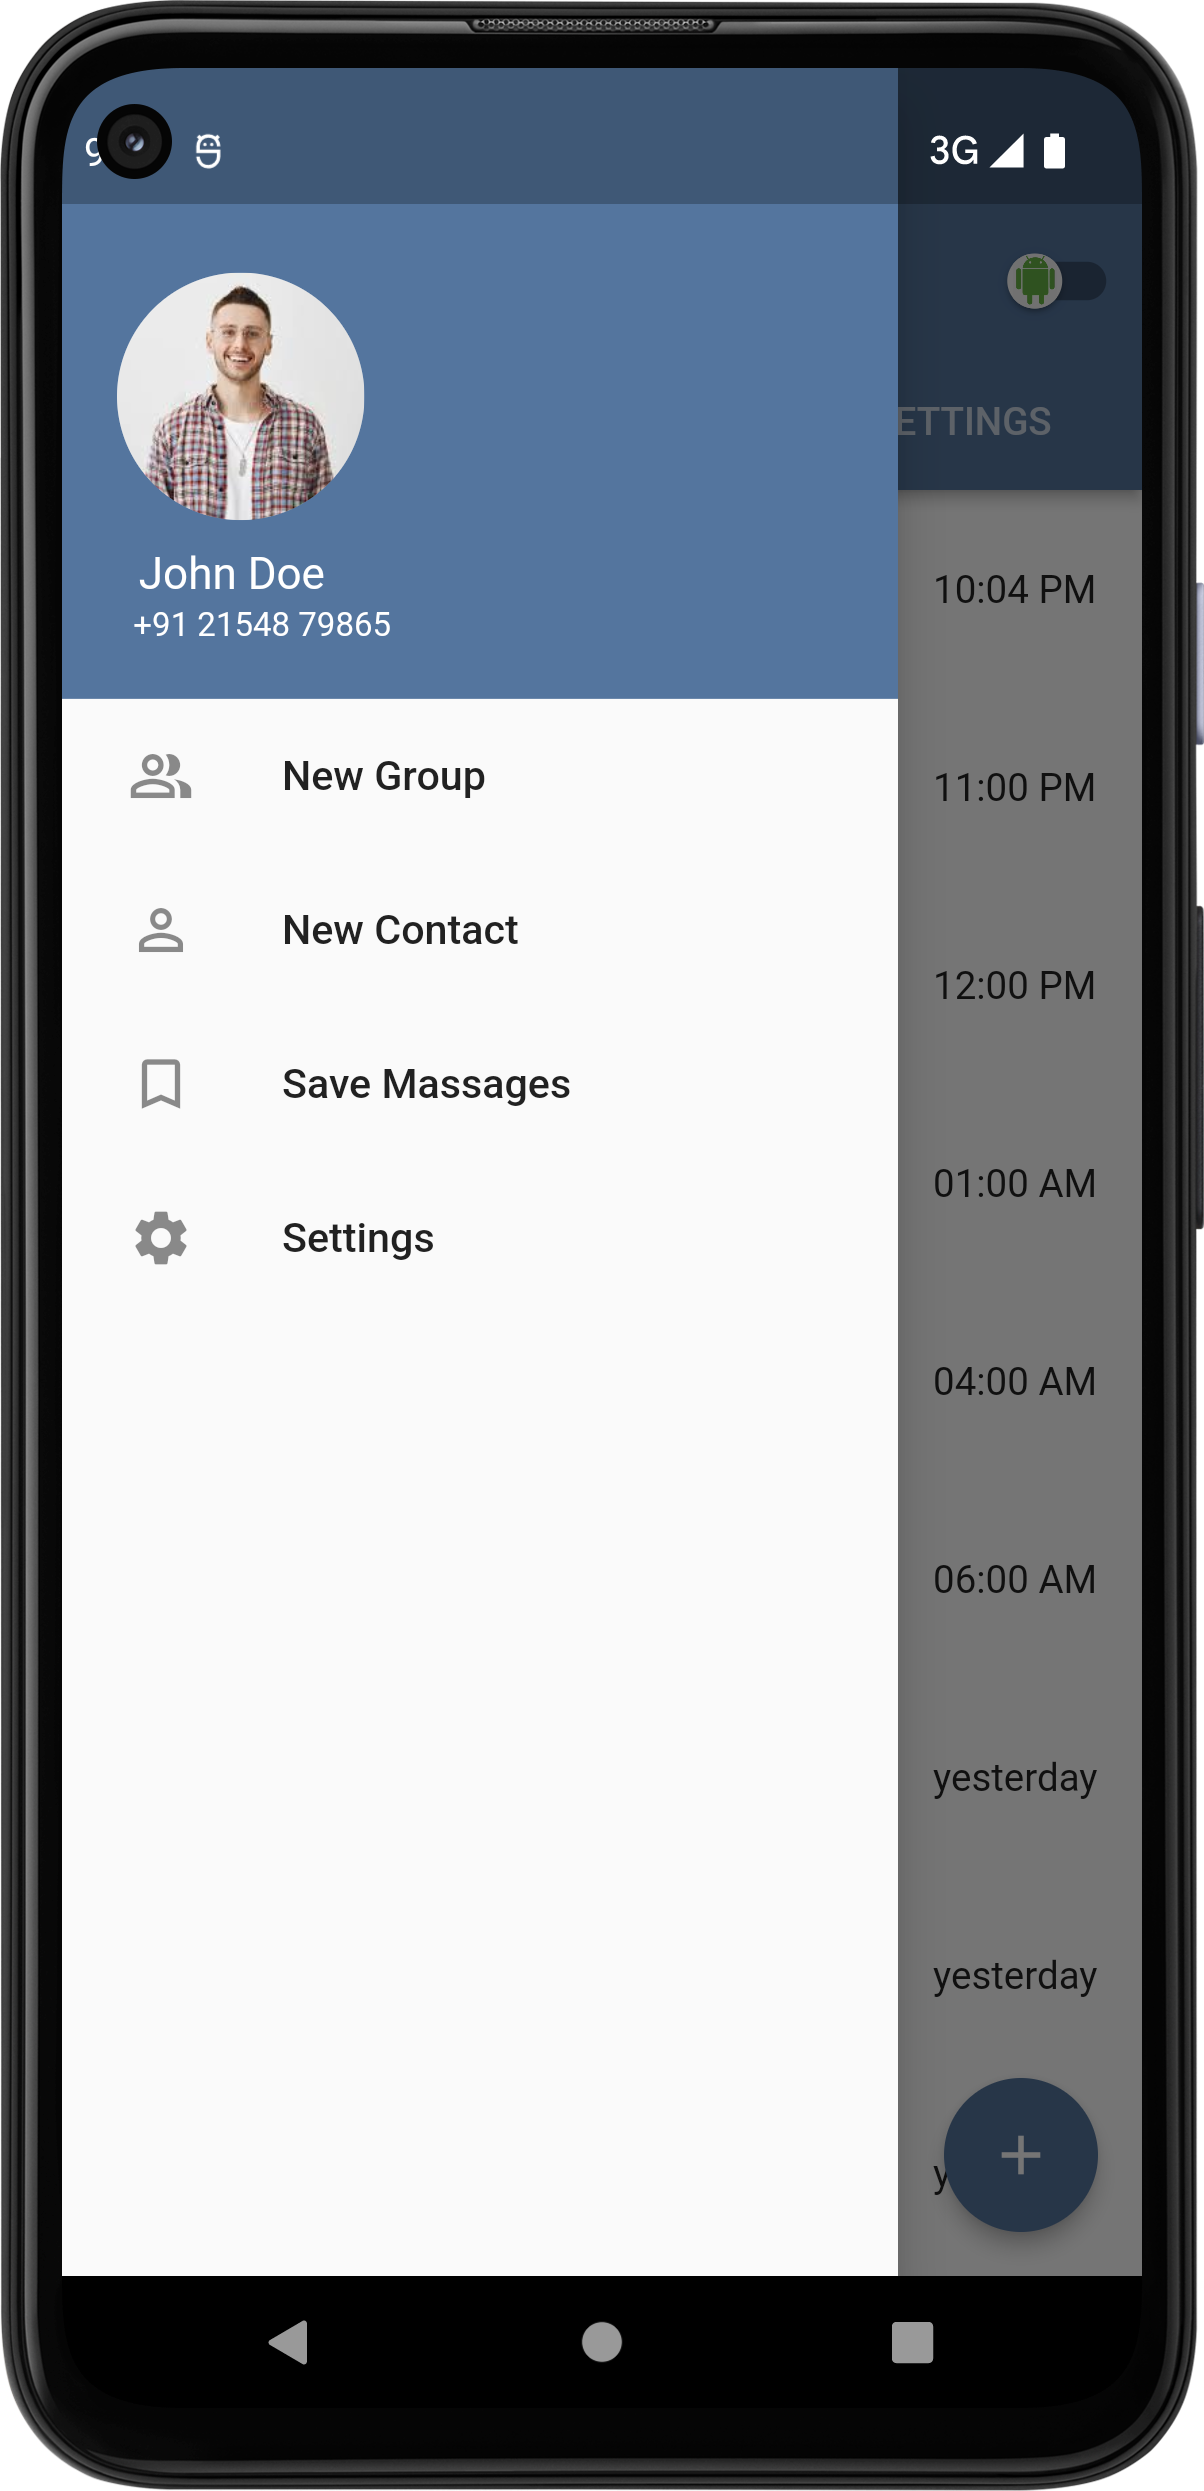 3G
ETTINGS
John Doe
+91 21548 79865
New Group
New Contact
Save Massages
Settings
10:04 PM
11:00 PM
12:00 PM
01:00 AM
04:00 AM
06:00 AM
yesterday
yesterday